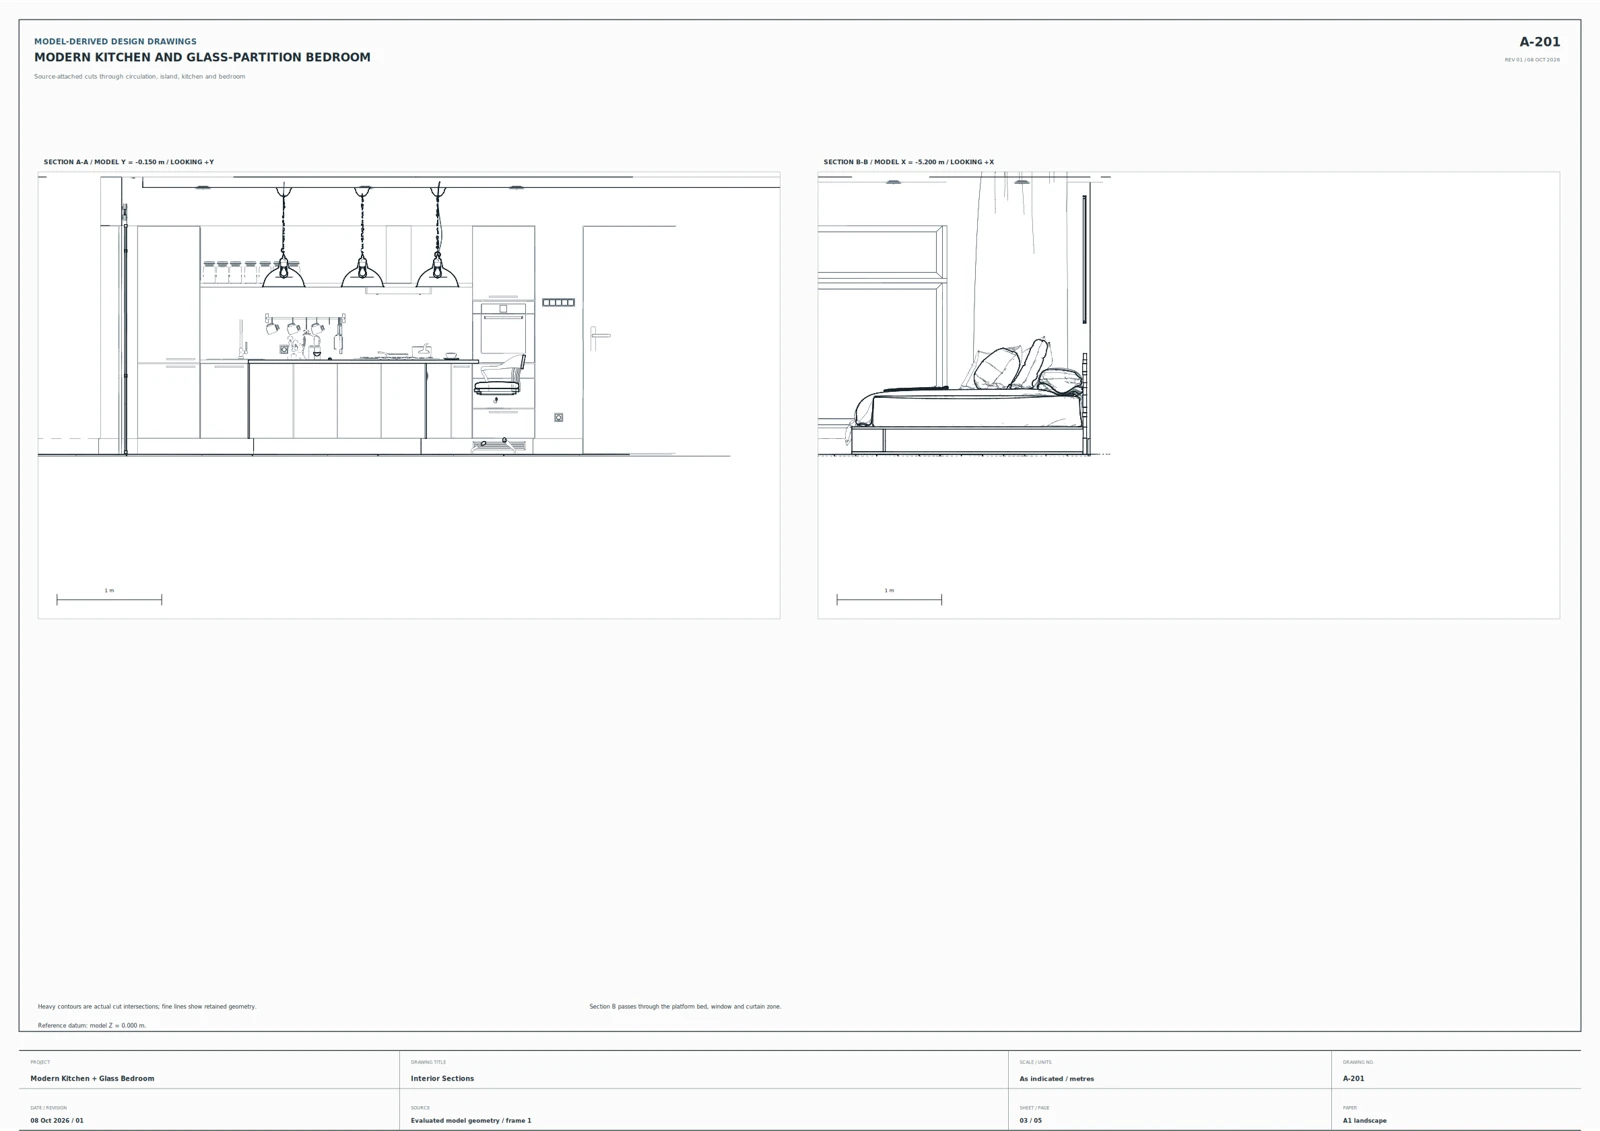 MODEL-DERIVED DESIGN DRAWINGS
MODERN KITCHEN AND GLASS-PARTITION BEDROOM
Source-attached cuts through circulation, island, kitchen and bedroom
A-201
REV 01 / 08 OCT 2026
SECTION A-A / MODEL Y = -0.150 m / LOOKING +Y
SECTION B-B / MODEL X = -5.200 m / LOOKING +X
1 m
1 m
Heavy contours are actual cut intersections; fine lines show retained geometry.
Section B passes through the platform bed, window and curtain zone.
Reference datum: model Z = 0.000 m.
PROJECT
Modern Kitchen + Glass Bedroom
DRAWING TITLE
Interior Sections
SCALE / UNITS
As indicated / metres
DRAWING NO.
A-201
DATE / REVISION
08 Oct 2026 / 01
SOURCE
Evaluated model geometry / frame 1
SHEET / PAGE
03 / 05
PAPER
A1 landscape